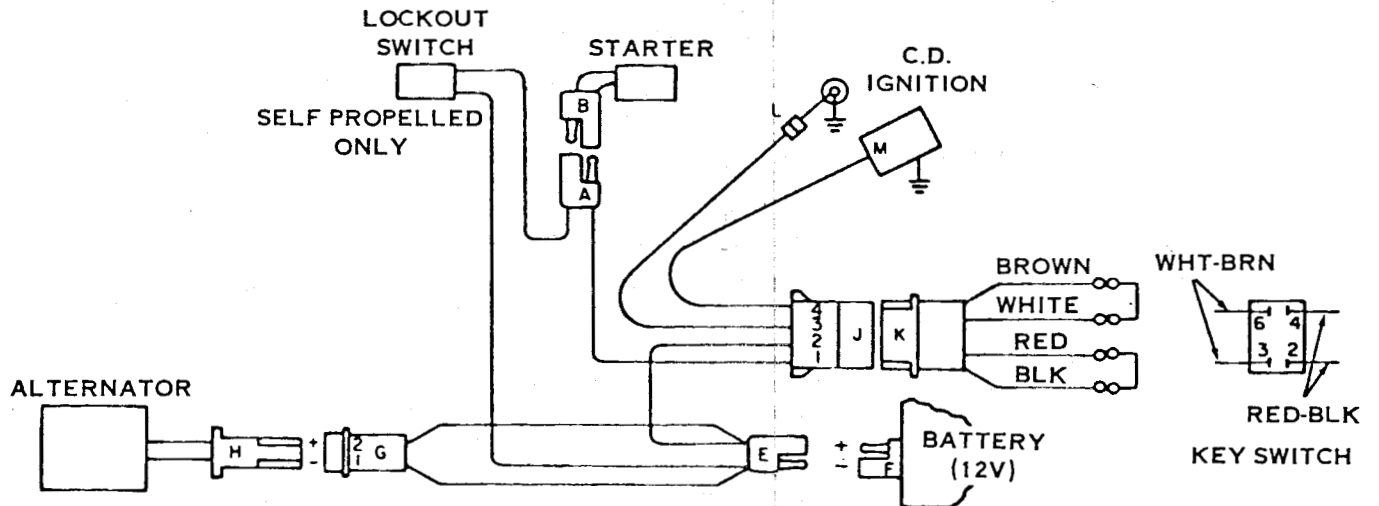 LOCKOUT
SWITCH
SELF PROPELLED
ONLY
STARTER
B
A
L
C.D.
IGNITION
M
4
3
2
1
J
K
BROWN
WHITE
RED
BLK
WHT-BRN
6 4
3 2
RED-BLK
KEY SWITCH
ALTERNATOR
H
+
-
2
1
G
E
+
-
F
BATTERY
(12V)